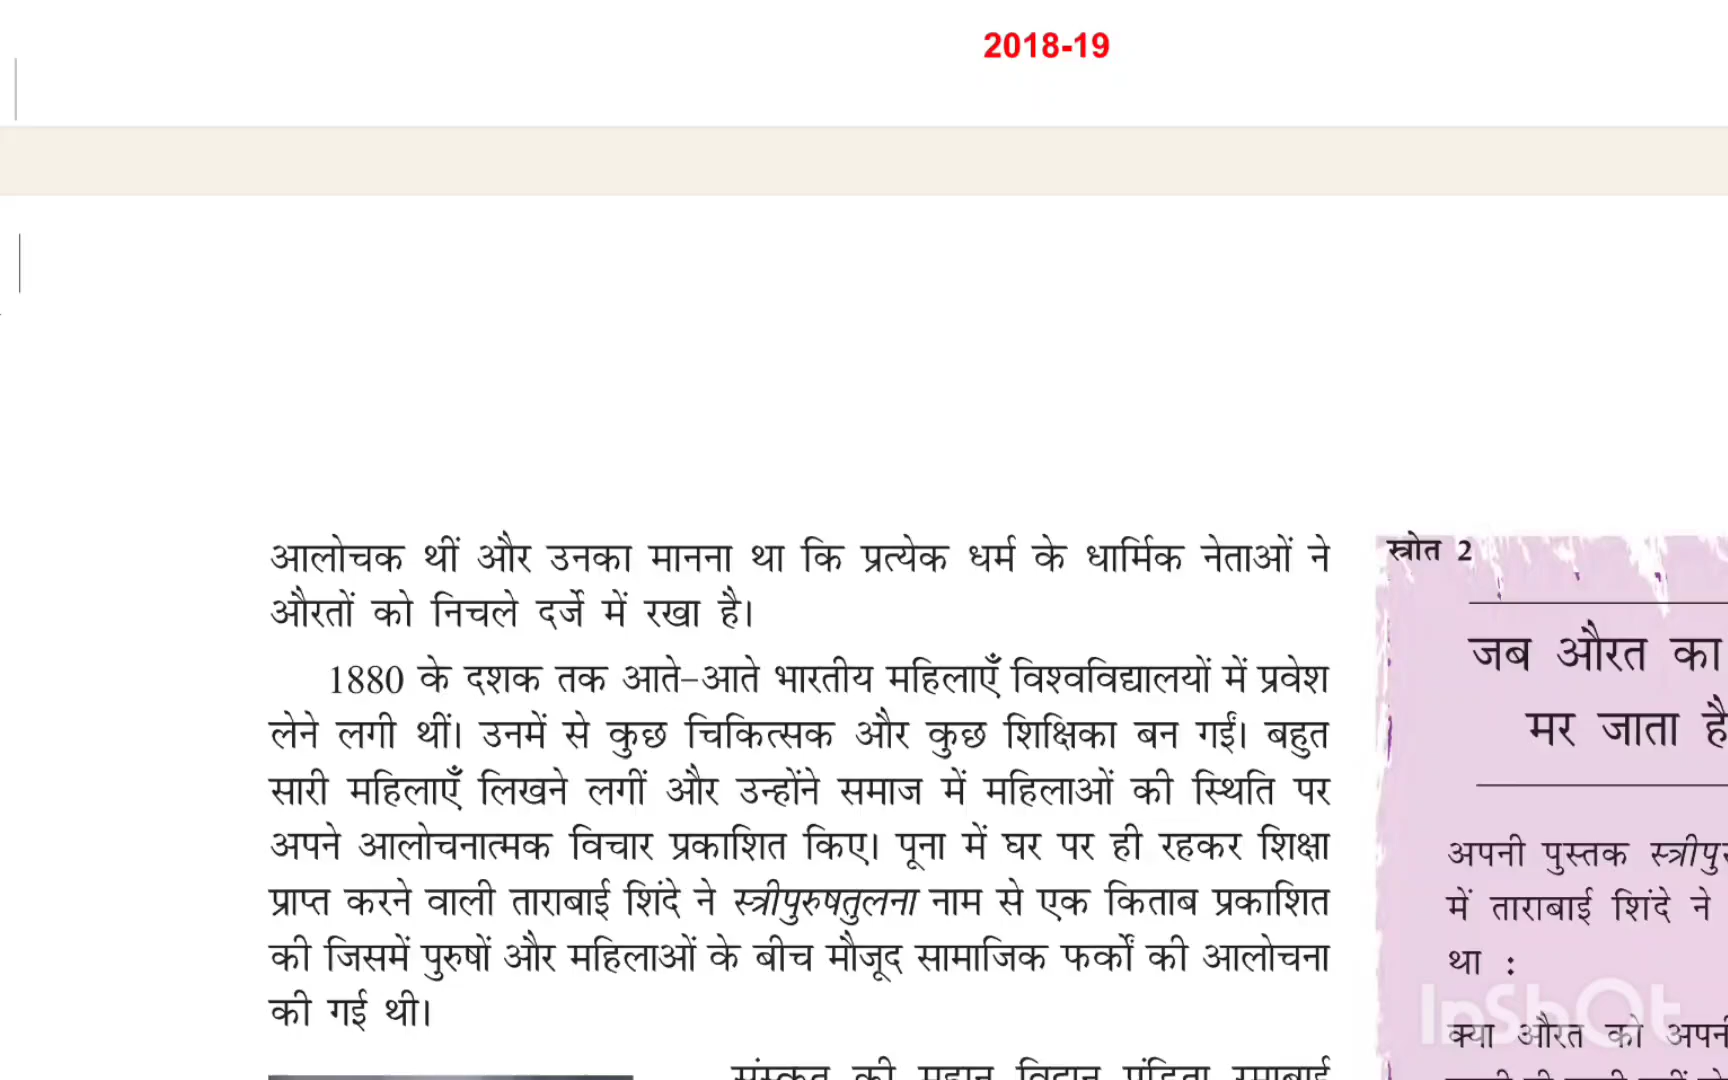 2018-19
आलोचक थीं और उनका मानना था कि प्रत्येक धर्म के धार्मिक नेताओं ने
औरतों को निचले दर्जे में रखा है।
1880 के दशक तक आते-आते भारतीय महिलाएँ विश्वविद्यालयों में प्रवेश
लेने लगी थीं। उनमें से कुछ चिकित्सक और कुछ शिक्षिका बन गईं। बहुत
सारी महिलाएँ लिखने लगीं और उन्होंने समाज में महिलाओं की स्थिति पर
अपने आलोचनात्मक विचार प्रकाशित किए। पूना में घर पर ही रहकर शिक्षा
प्राप्त करने वाली ताराबाई शिंदे ने स्त्रीपुरुषतुलना नाम से एक किताब प्रकाशित
की जिसमें पुरुषों और महिलाओं के बीच मौजूद सामाजिक फर्कों की आलोचना
की गई थी।
संस्कृत की महान विद्वान पंडिता रमाबाई
स्त्रोत 2
जब औरत का
मर जाता है
अपनी पुस्तक
में ताराबाई शिंदे ने
था :
क्या औरत को
InShOt